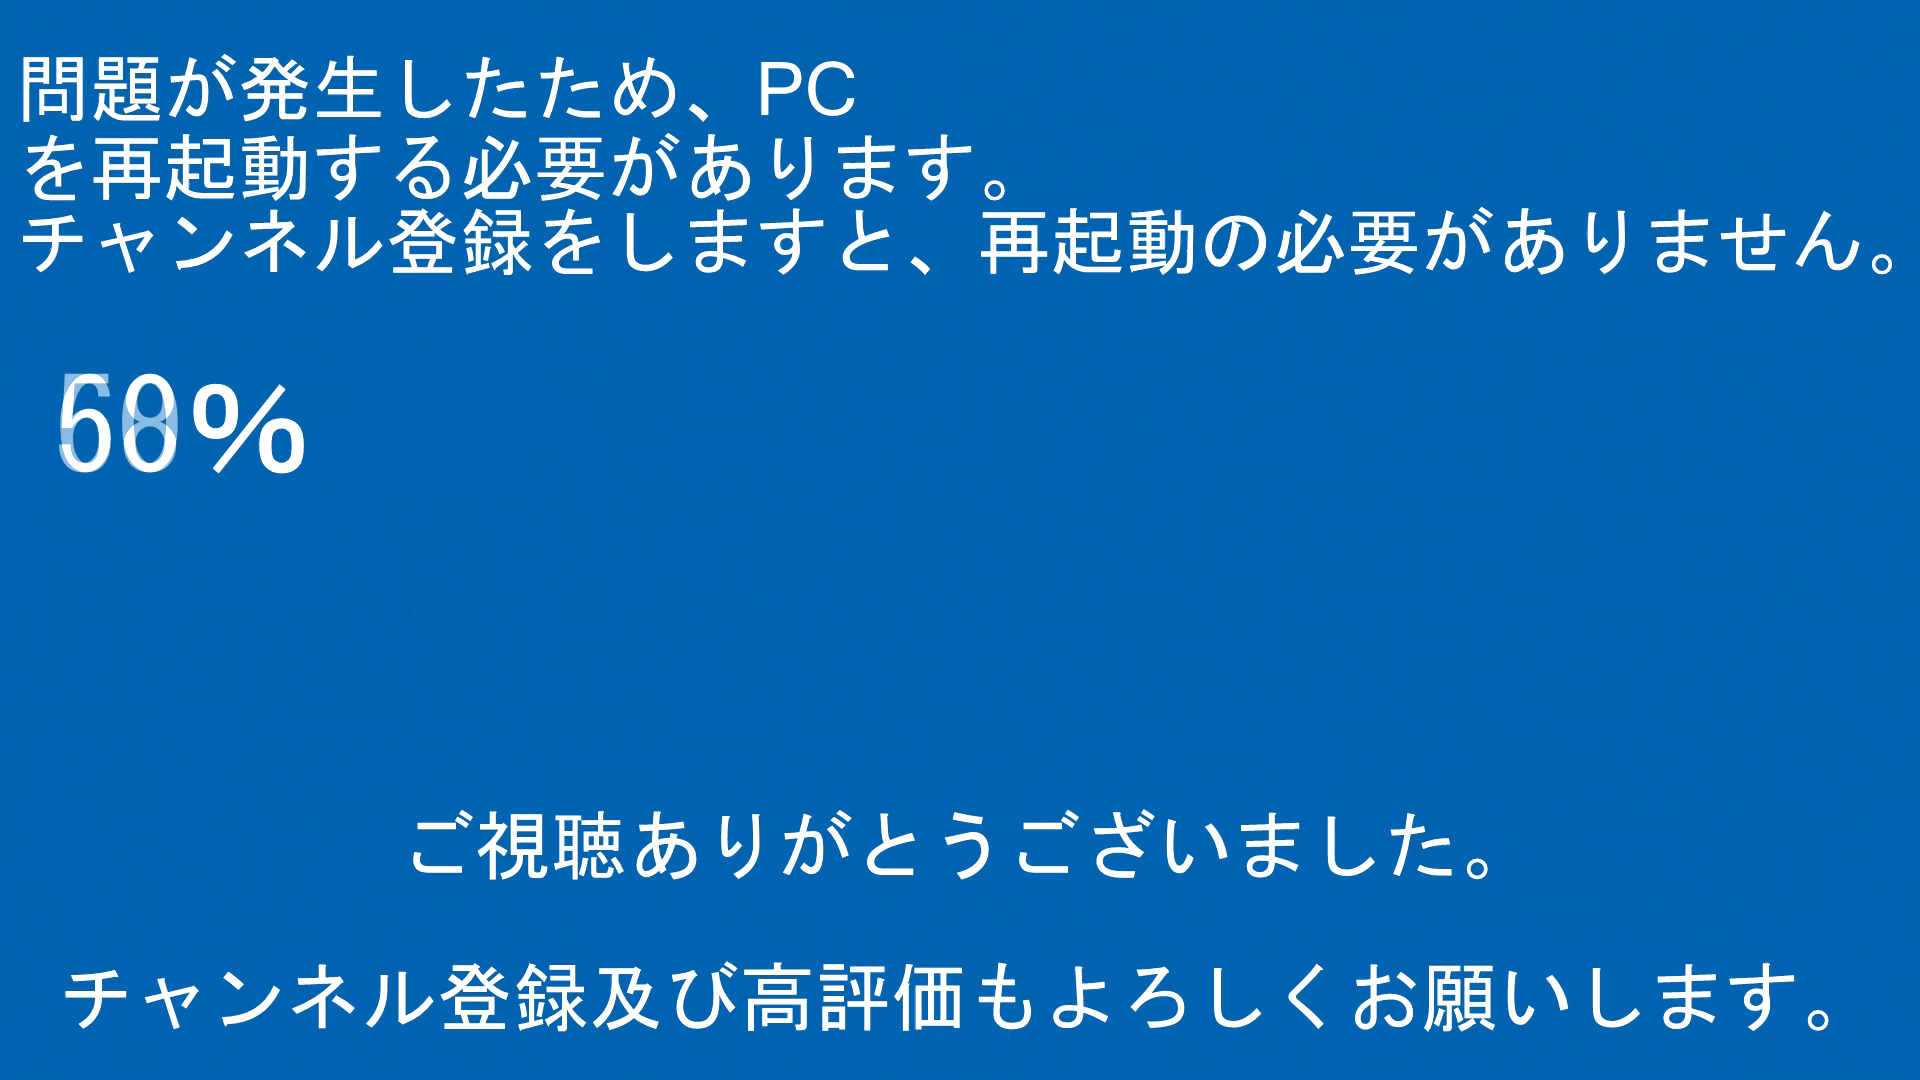 問題が発生したため、PC
を再起動する必要があります。
チャンネル登録をしますと、再起動の必要がありません。
%
ご視聴ありがとうございました。
チャンネル登録及び高評価もよろしくお願いします。